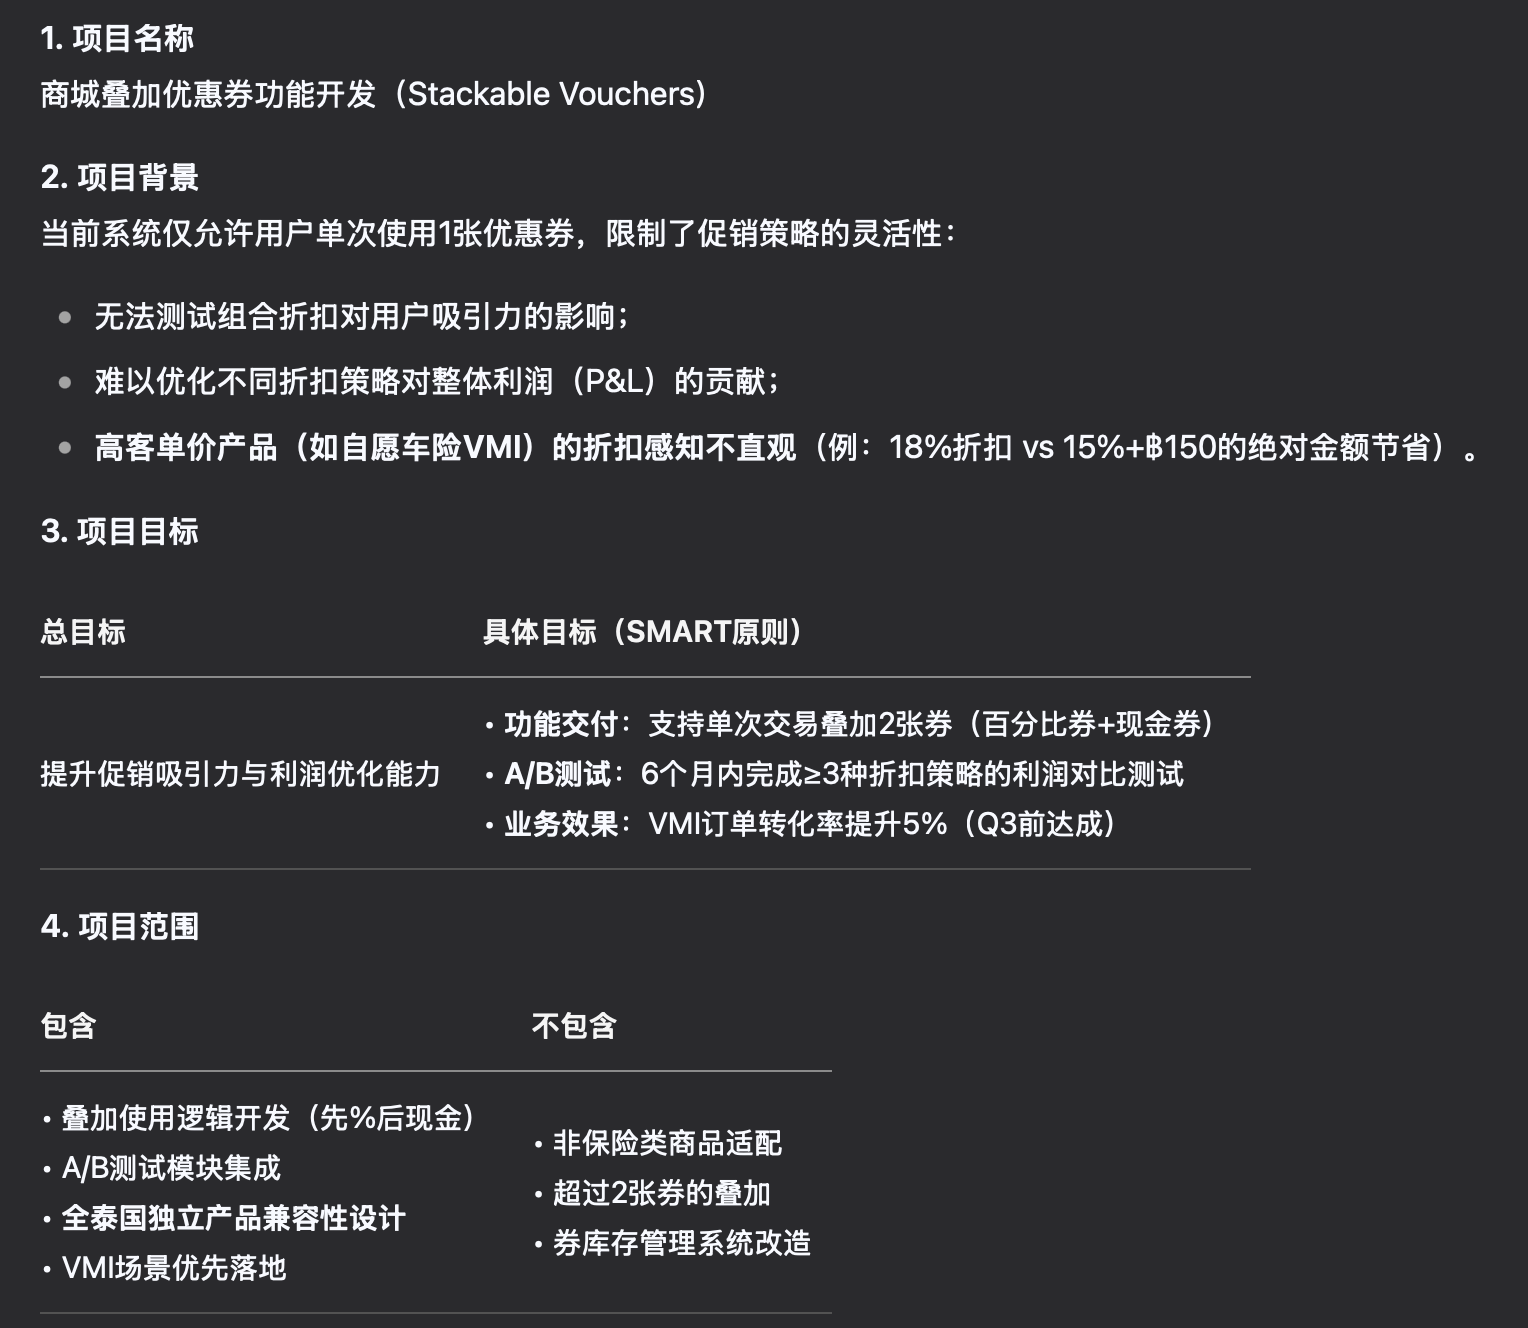 1. 项目名称
商城叠加优惠券功能开发（Stackable Vouchers）
2. 项目背景
当前系统仅允许用户单次使用1张优惠券，限制了促销策略的灵活性：
• 无法测试组合折扣对用户吸引力的影响；
• 难以优化不同折扣策略对整体利润（P&L）的贡献；
• 高客单价产品（如自愿车险VMI）的折扣感知不直观（例：18%折扣 vs 15%+฿150的绝对金额节省）。
3. 项目目标
总目标 具体目标（SMART原则）
• 功能交付：支持单次交易叠加2张券（百分比券+现金券）
提升促销吸引力与利润优化能力 • A/B测试：6个月内完成≥3种折扣策略的利润对比测试
• 业务效果：VMI订单转化率提升5%（Q3前达成）
4. 项目范围
包含 不包含
• 叠加使用逻辑开发（先%后现金）
• A/B测试模块集成
• 全泰国独立产品兼容性设计
• VMI场景优先落地
• 非保险类商品适配
• 超过2张券的叠加
• 券库存管理系统改造